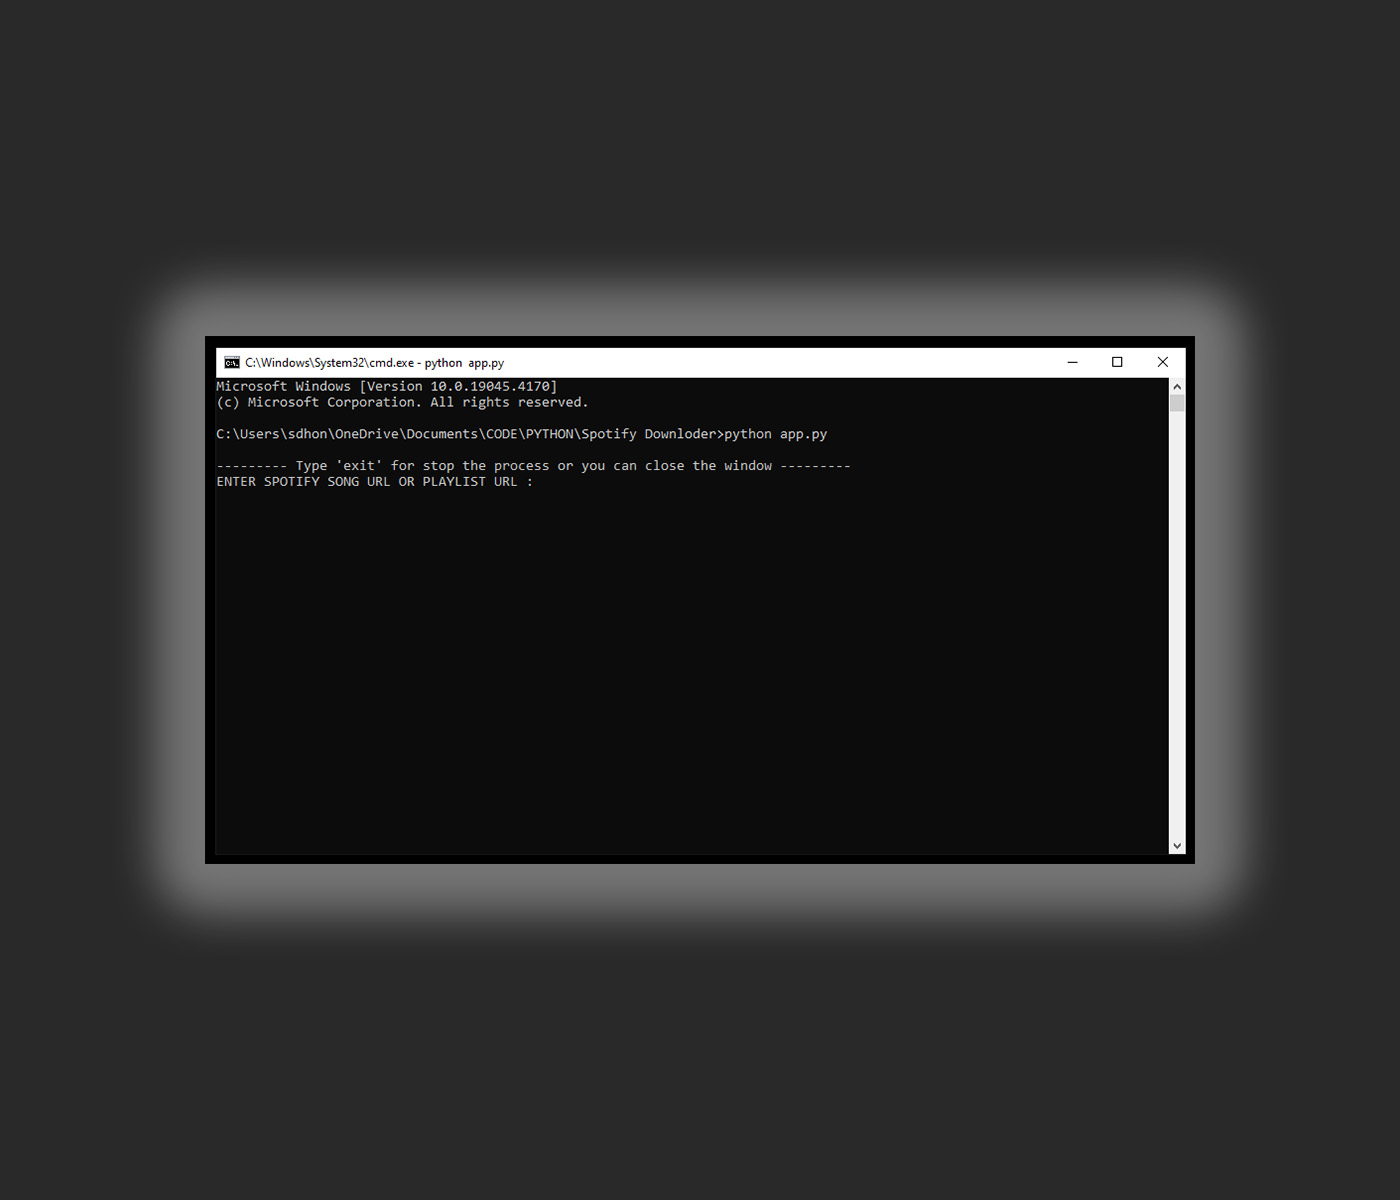 C:\Windows\System32\cmd.exe - python  app.py
Microsoft Windows [Version 10.0.19045.4170]
(c) Microsoft Corporation. All rights reserved.
C:\Users\sdhon\OneDrive\Documents\CODE\PYTHON\Spotify Downloder>python app.py
--------- Type 'exit' for stop the process or you can close the window ---------
ENTER SPOTIFY SONG URL OR PLAYLIST URL :